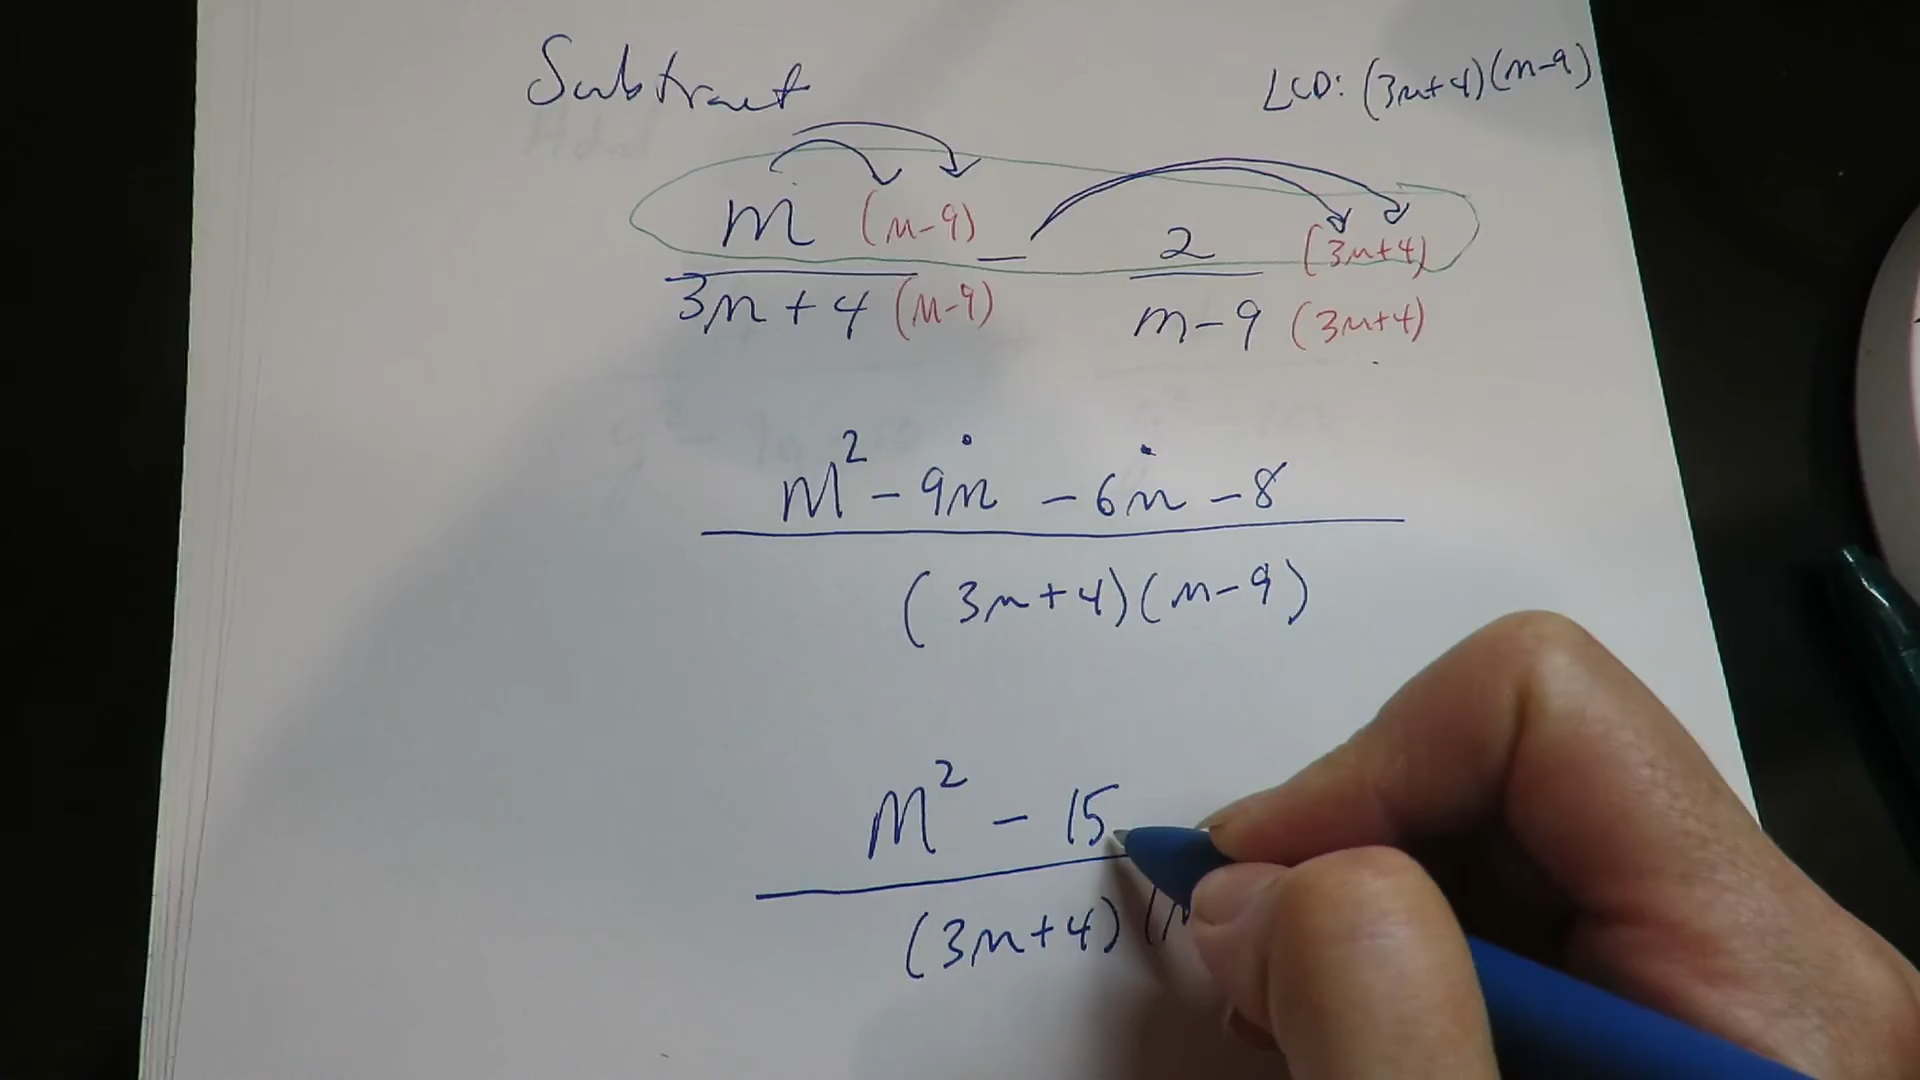 Subtract
LCD: (3m+4)(m-9)
m (m-9) - 2 (3m+4)
3m+4 (m-9) m-9 (3m+4)
m² - 9m - 6m - 8
(3m+4)(m-9)
m² - 15
(3m+4)(